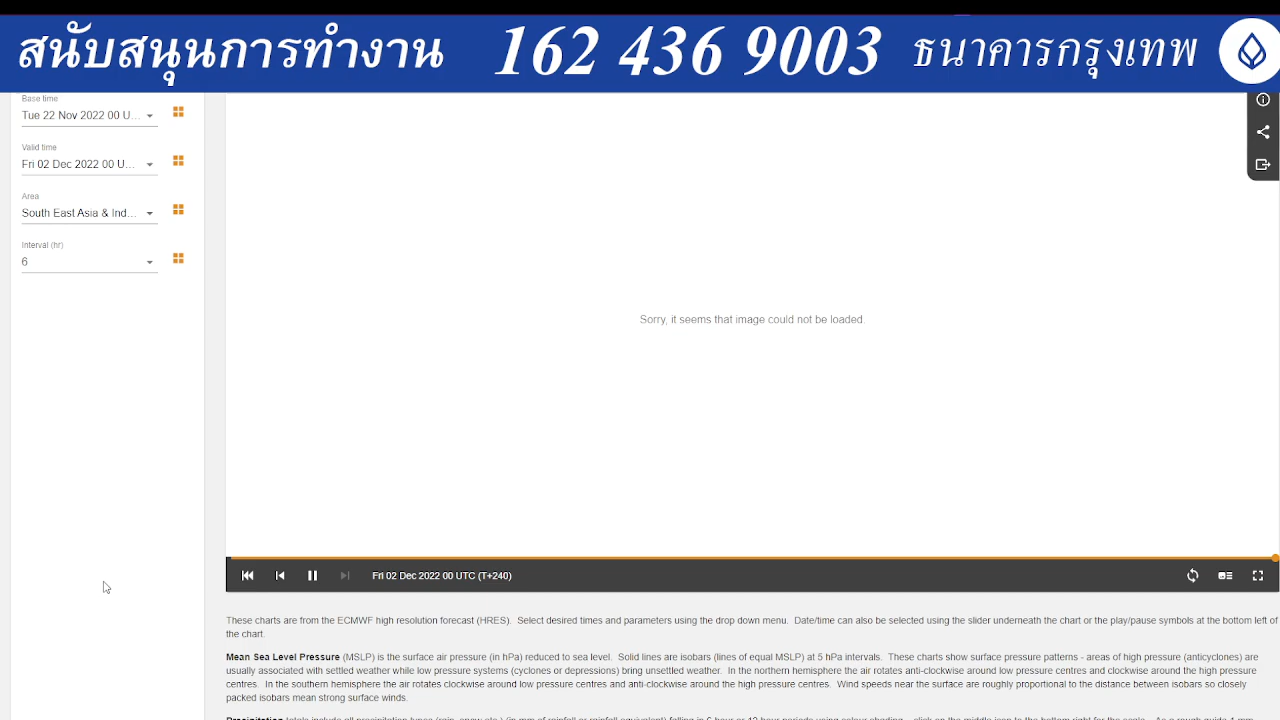 สนับสนุนการทำงาน 162 436 9003 ธนาคารกรุงเทพ
Base time
Tue 22 Nov 2022 00 U...
Valid time
Fri 02 Dec 2022 00 U...
Area
South East Asia & Ind...
Interval (hr)
6
Sorry, it seems that image could not be loaded.
Fri 02 Dec 2022 00 UTC (T+240)
These charts are from the ECMWF high resolution forecast (HRES). Select desired times and parameters using the drop down menu. Date/time can also be selected using the slider underneath the chart or the play/pause symbols at the bottom left of
the chart.
Mean Sea Level Pressure (MSLP) is the surface air pressure (in hPa) reduced to sea level. Solid lines are isobars (lines of equal MSLP) at 5 hPa intervals. These charts show surface pressure patterns - areas of high pressure (anticyclones) are
usually associated with settled weather while low pressure systems (cyclones or depressions) bring unsettled weather. In the northern hemisphere the air rotates anti-clockwise around low pressure centres and clockwise around the high pressure
centres. In the southern hemisphere the air rotates clockwise around low pressure centres and anti-clockwise around the high pressure centres. Wind speeds near the surface are roughly proportional to the distance between isobars so closely
packed isobars mean strong surface winds.